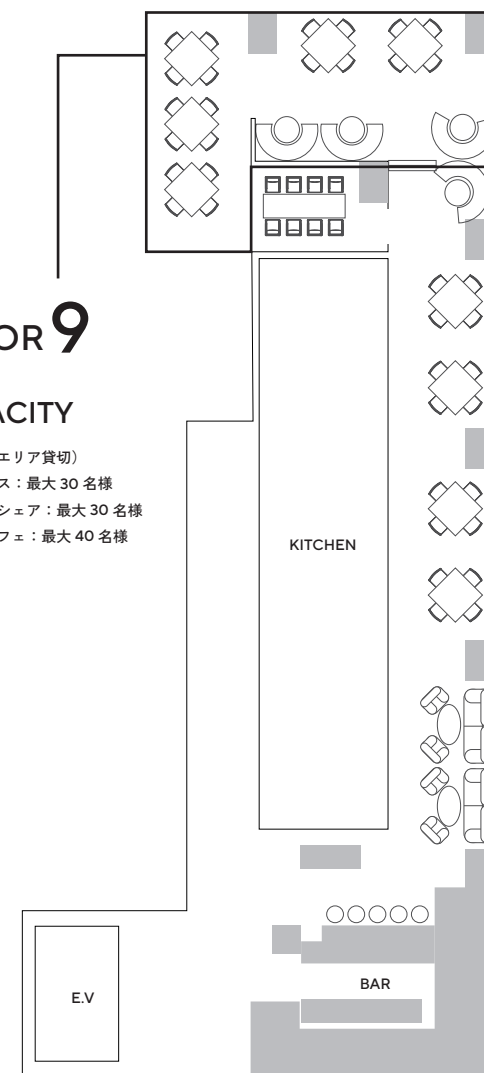 OR 9
ACITY
エリア貸切）
ス：最大 30 名様
シェア：最大 30 名様
フェ：最大 40 名様
KITCHEN
BAR
E.V